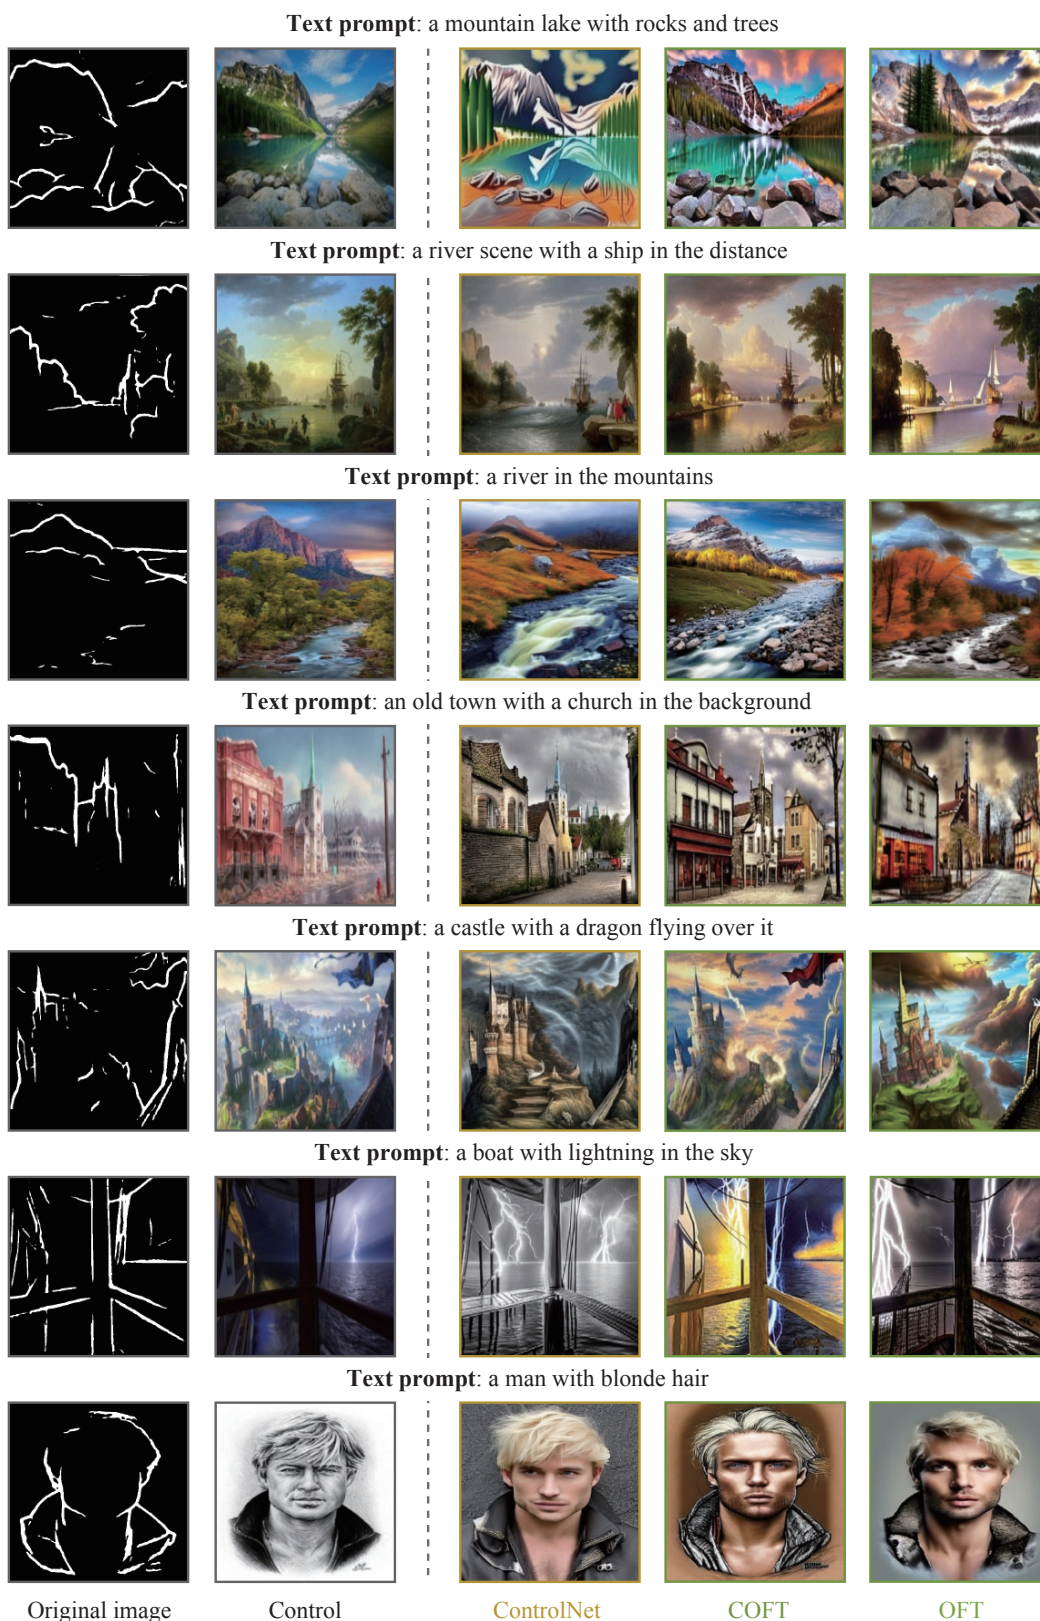 Text prompt: a mountain lake with rocks and trees
Text prompt: a river scene with a ship in the distance
Text prompt: a river in the mountains
Text prompt: an old town with a church in the background
Text prompt: a castle with a dragon flying over it
Text prompt: a boat with lightning in the sky
Text prompt: a man with blonde hair
Original image Control ControlNet COFT OFT